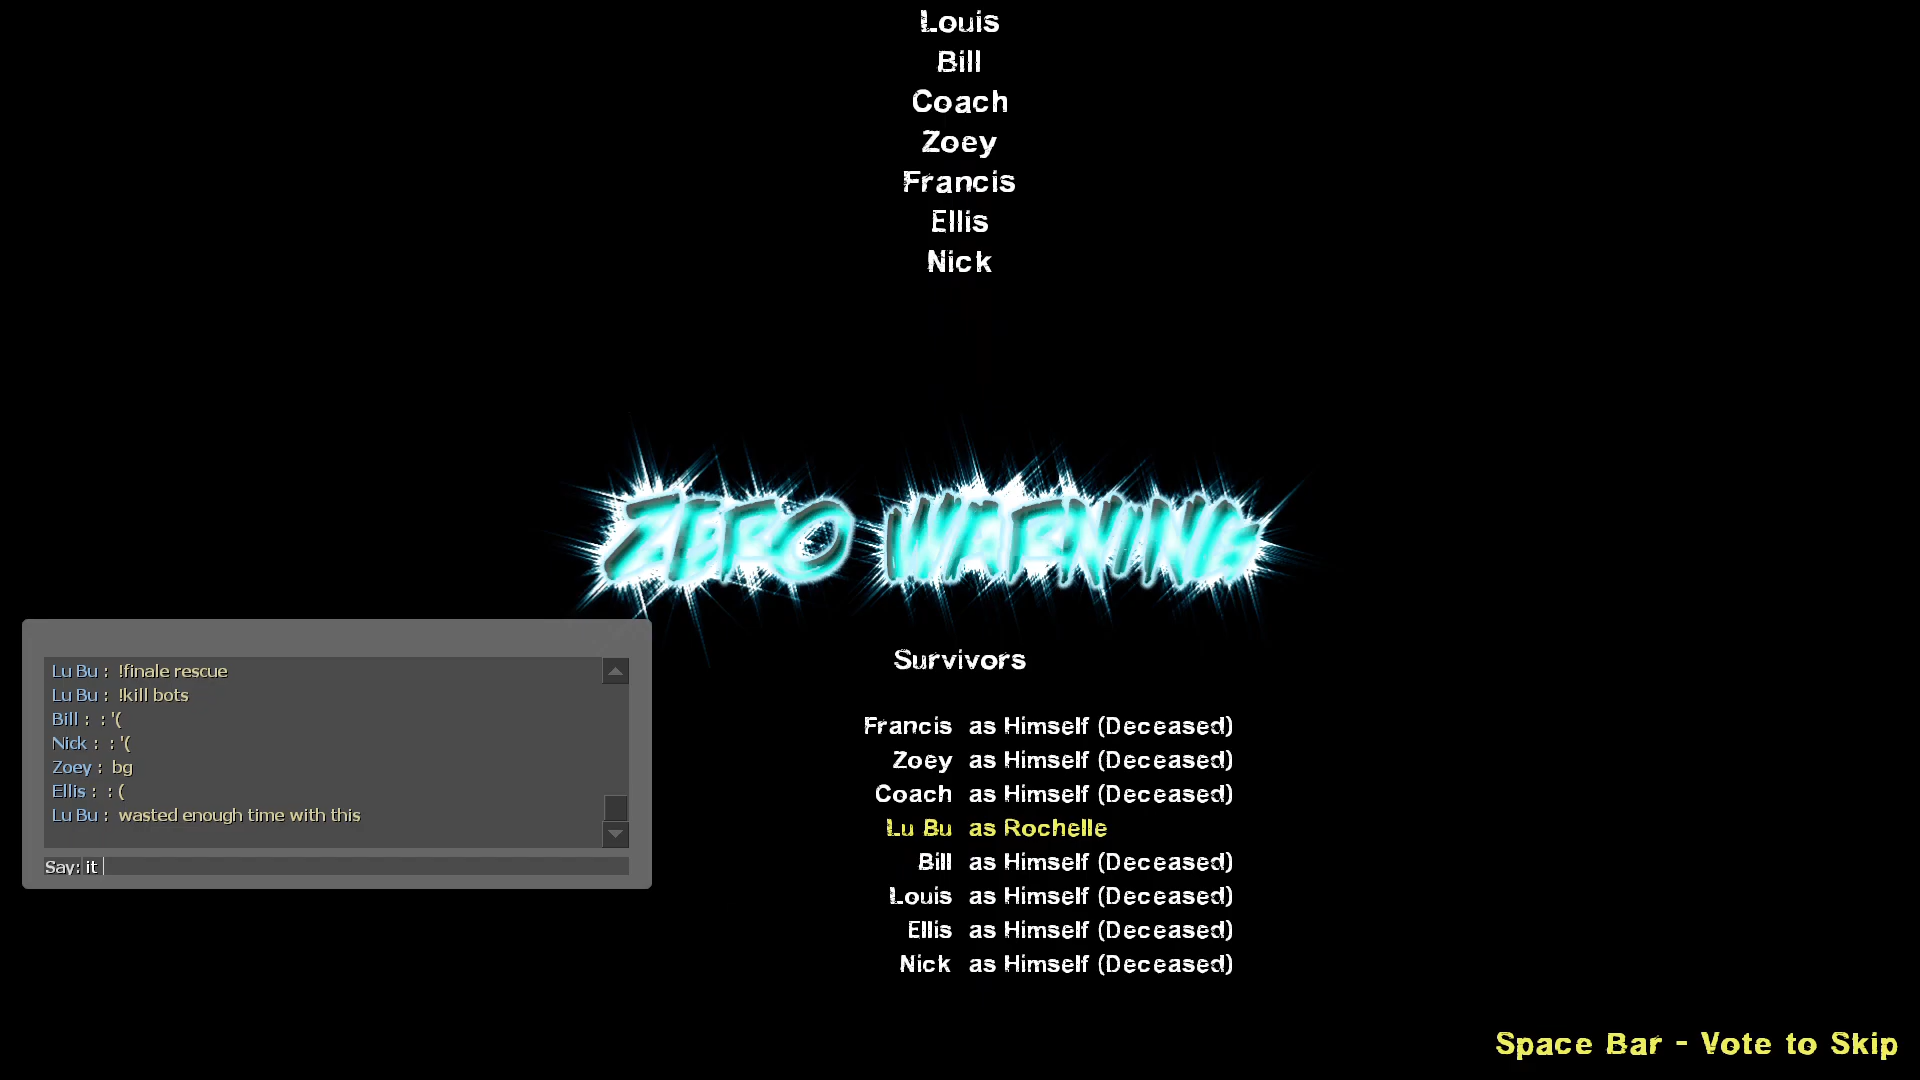 Louis
Bill
Coach
Zoey
Francis
Ellis
Nick
ZERO WARNING
Lu Bu :  !finale rescue
Lu Bu :  !kill bots
Bill :  : '(
Nick :  : '(
Zoey :  bg
Ellis :  : (
Lu Bu :  wasted enough time with this
Say: it
Survivors
Francis as Himself (Deceased)
Zoey as Himself (Deceased)
Coach as Himself (Deceased)
Lu Bu as Rochelle
Bill as Himself (Deceased)
Louis as Himself (Deceased)
Ellis as Himself (Deceased)
Nick as Himself (Deceased)
Space Bar - Vote to Skip